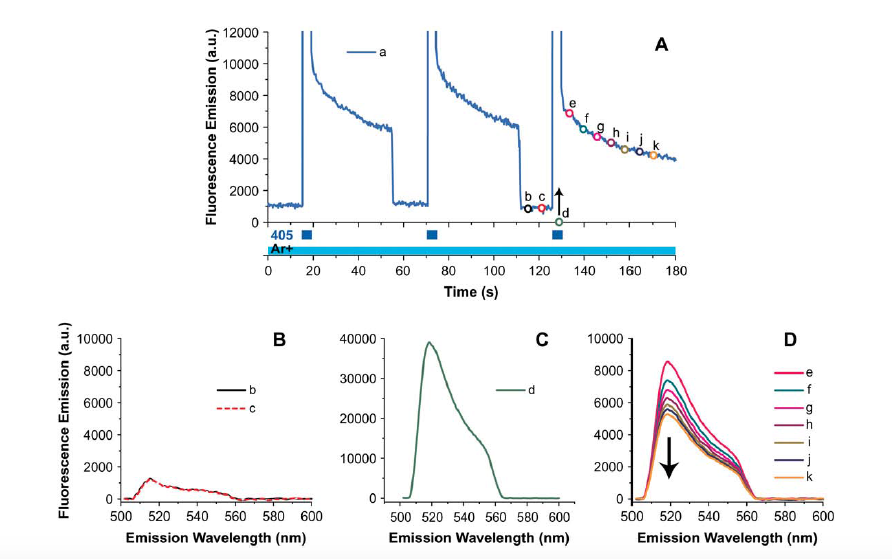 A
Fluorescence Emission (a.u.)
12000
10000
8000
6000
4000
2000
0
a
b
c
d
e
f
g
h
i
j
k
405
Ar+
0 20 40 60 80 100 120 140 160 180
Time (s)
B
Fluorescence Emission (a.u.)
10000
8000
6000
4000
2000
0
b
c
500 520 540 560 580 600
Emission Wavelength (nm)
C
40000
30000
20000
10000
0
d
500 520 540 560 580 600
Emission Wavelength (nm)
D
10000
8000
6000
4000
2000
0
e
f
g
h
i
j
k
500 520 540 560 580 600
Emission Wavelength (nm)